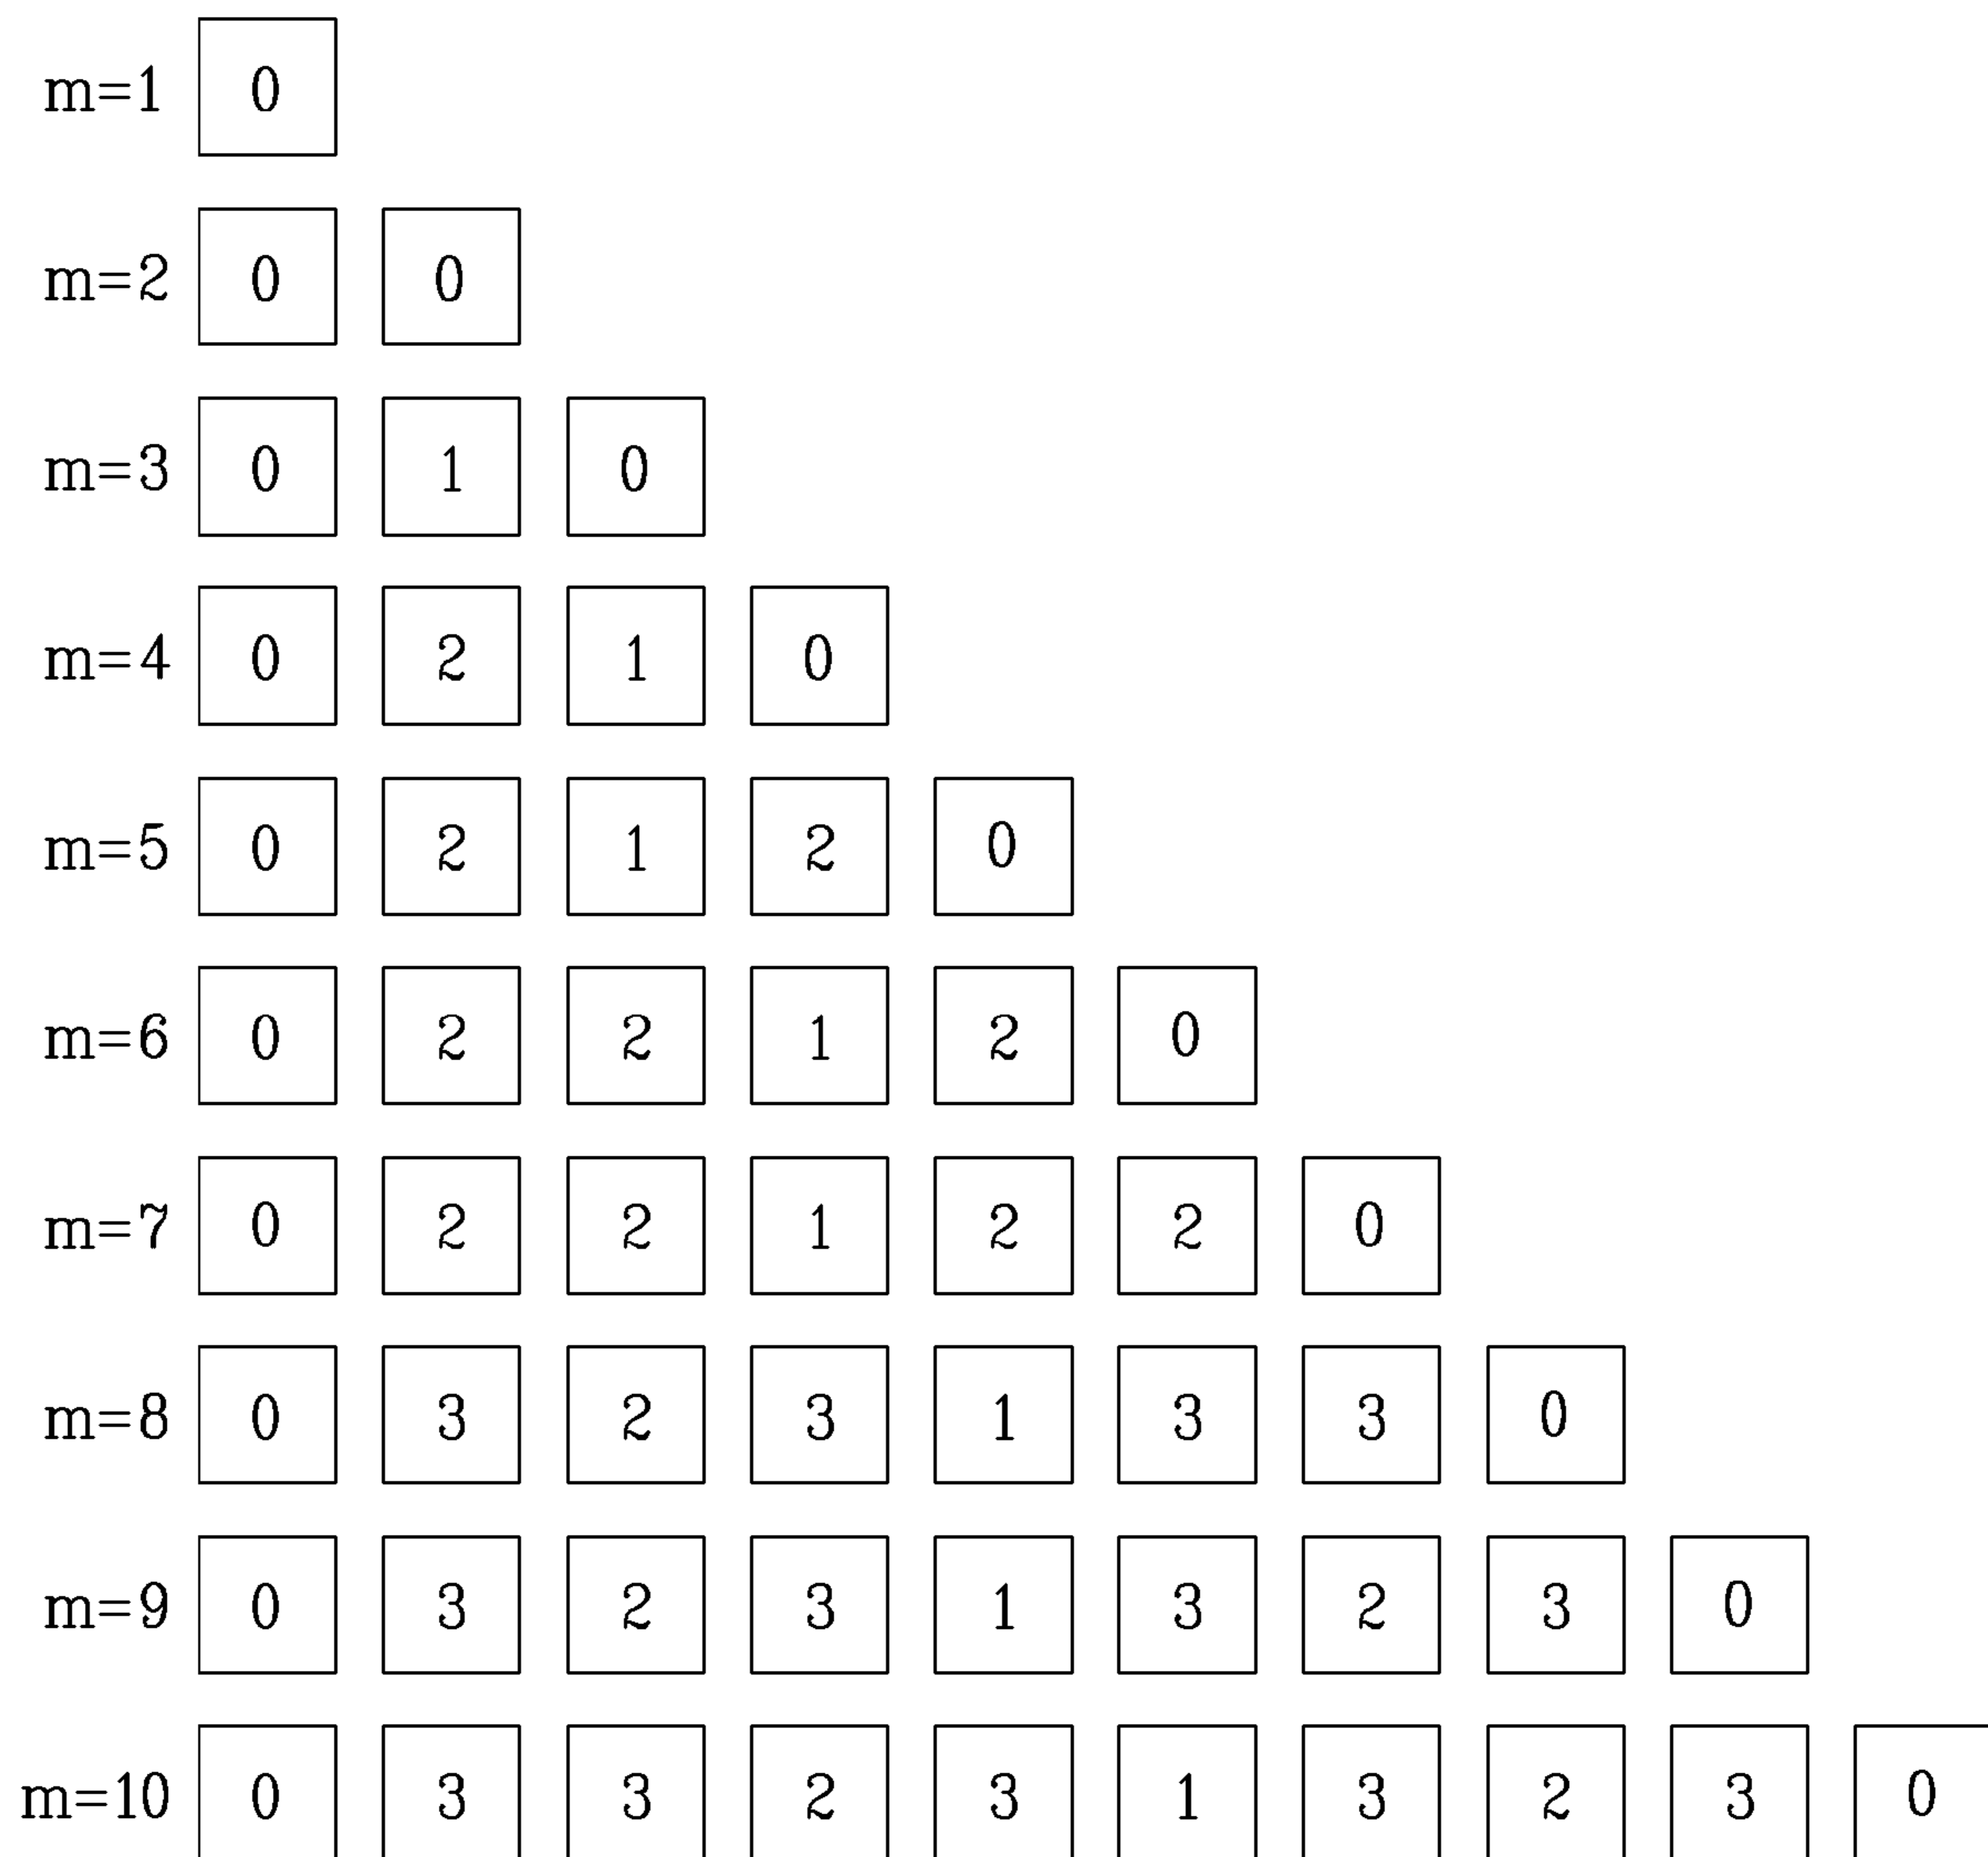 m=1 0
m=2 0 0
m=3 0 1 0
m=4 0 2 1 0
m=5 0 2 1 2 0
m=6 0 2 2 1 2 0
m=7 0 2 2 1 2 2 0
m=8 0 3 2 3 1 3 3 0
m=9 0 3 2 3 1 3 2 3 0
m=10 0 3 3 2 3 1 3 2 3 0